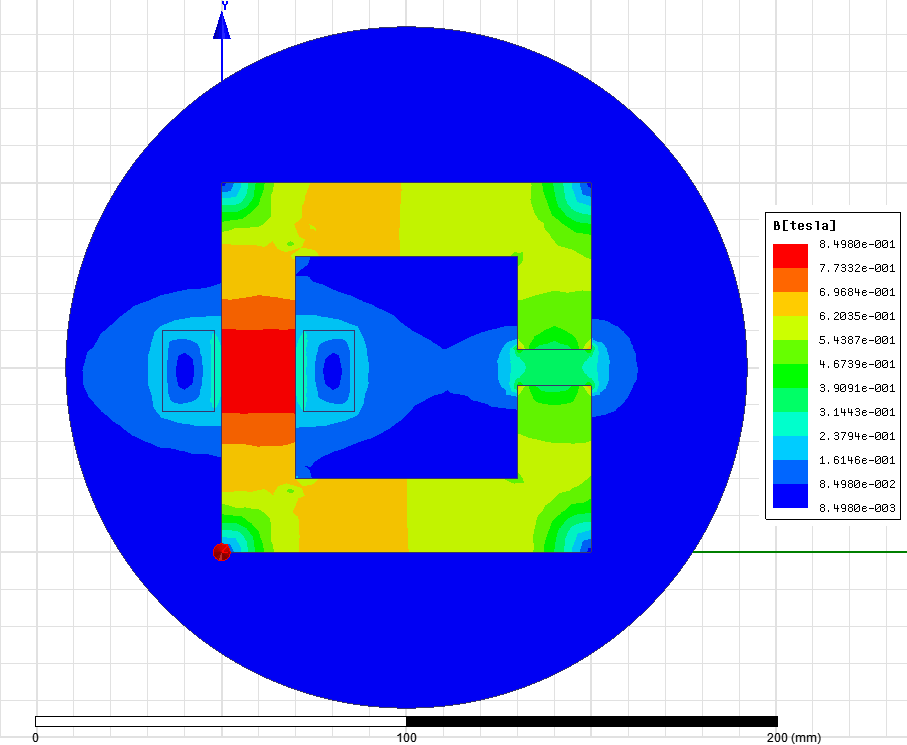 Y
B[tesla]
8.4980e-001
7.7332e-001
6.9684e-001
6.2035e-001
5.4387e-001
4.6739e-001
3.9091e-001
3.1443e-001
2.3794e-001
1.6146e-001
8.4980e-002
8.4980e-003
0 100 200 (mm)